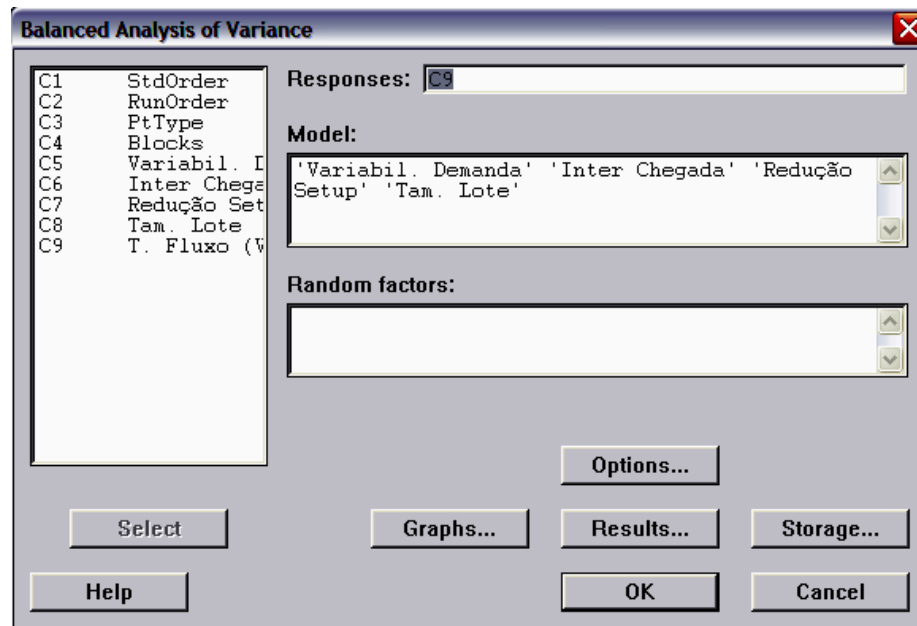 Balanced Analysis of Variance
C1 StdOrder
C2 RunOrder
C3 PtType
C4 Blocks
C5 Variabil. D
C6 Inter Chega
C7 Redução Set
C8 Tam. Lote
C9 T. Fluxo (V
Responses: C9
Model:
'Variabil. Demanda' 'Inter Chegada' 'Redução
Setup' 'Tam. Lote'
Random factors:
Options...
Select Graphs... Results... Storage...
Help OK Cancel